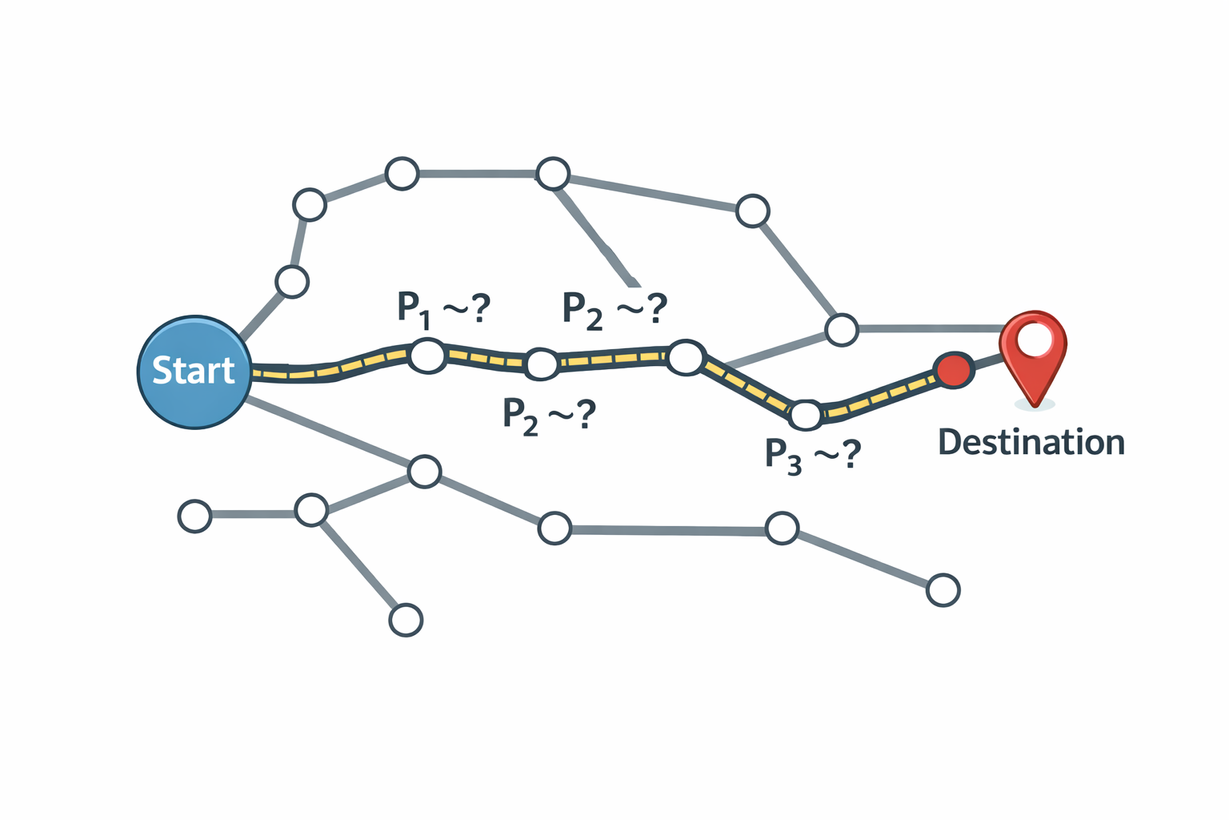 P₁ ~?
P₂ ~?
Start
P₂ ~?
P₃ ~?
Destination